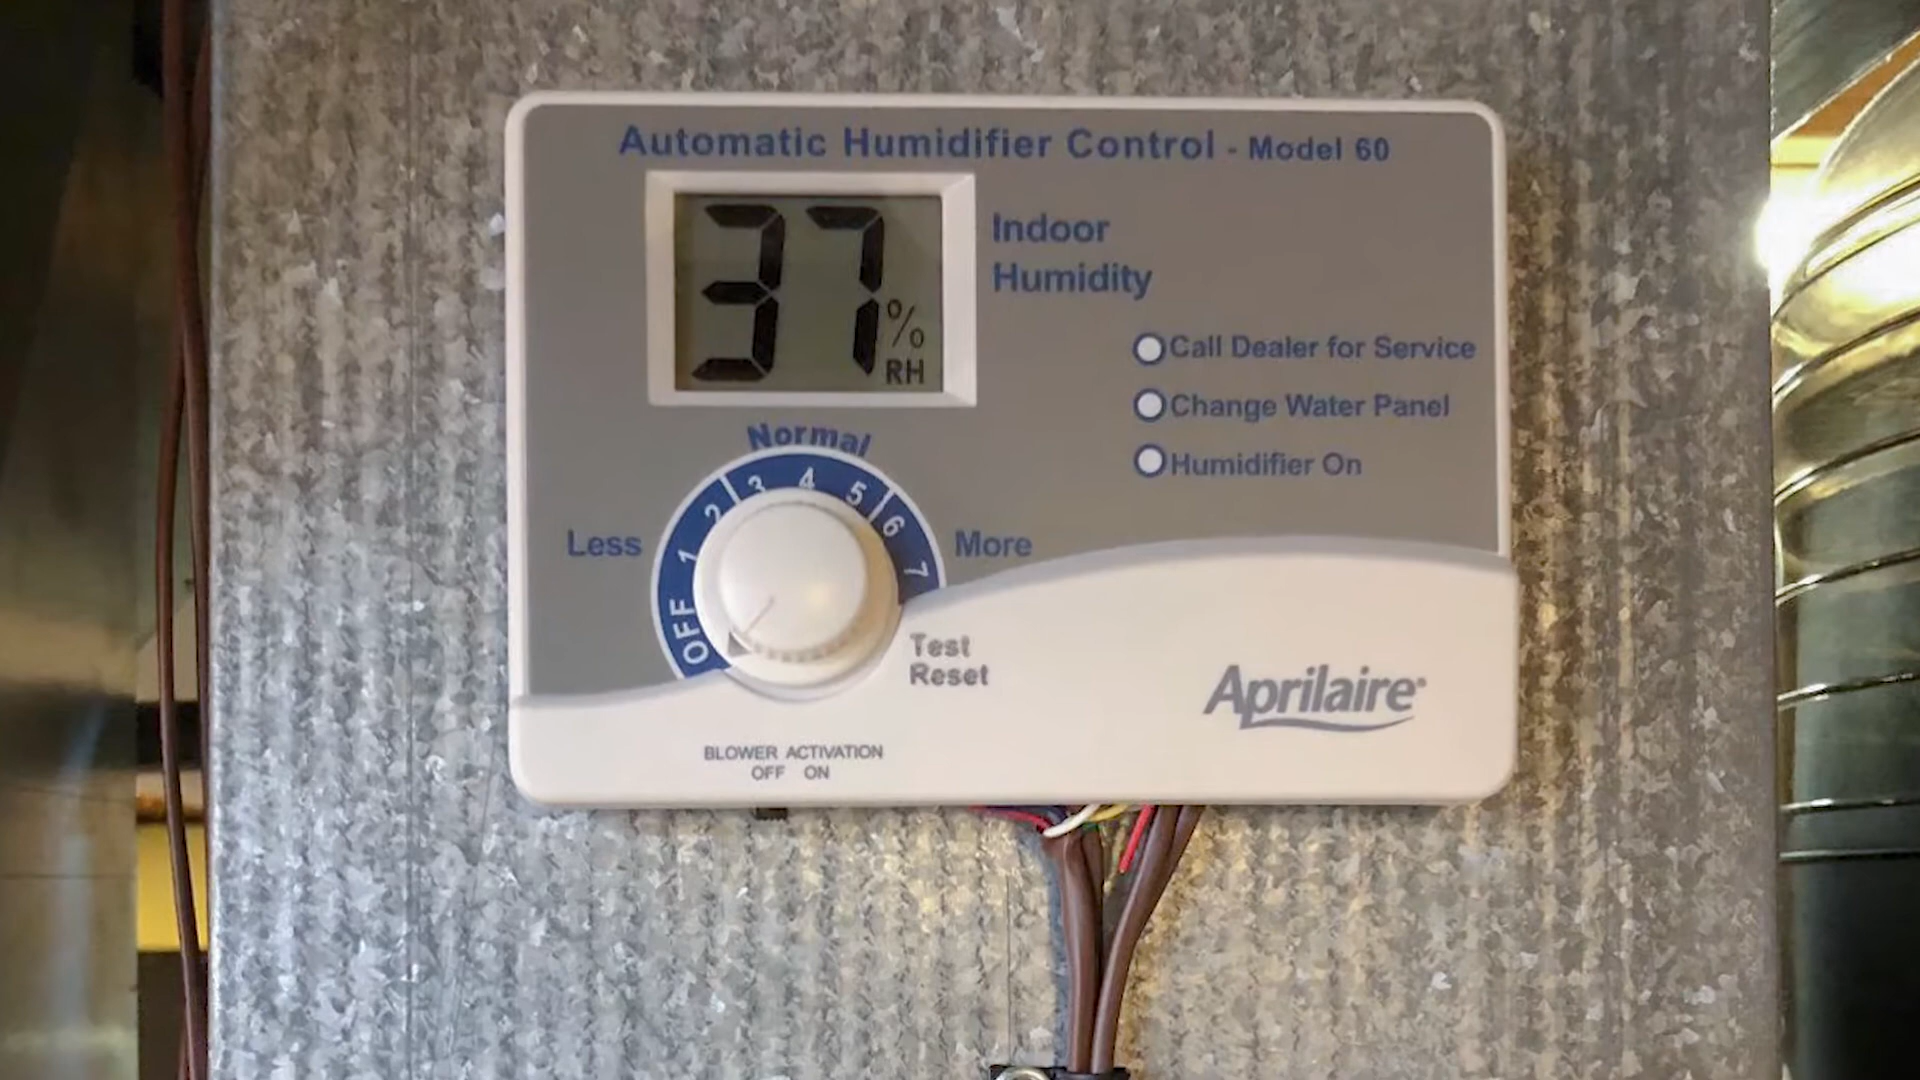 Automatic Humidifier Control - Model 60
37 % RH
Indoor
Humidity
Call Dealer for Service
Change Water Panel
Humidifier On
Normal
Less
OFF 1 2 3 4 5 6 7
More
Test
Reset
Aprilaire®
BLOWER ACTIVATION
OFF ON